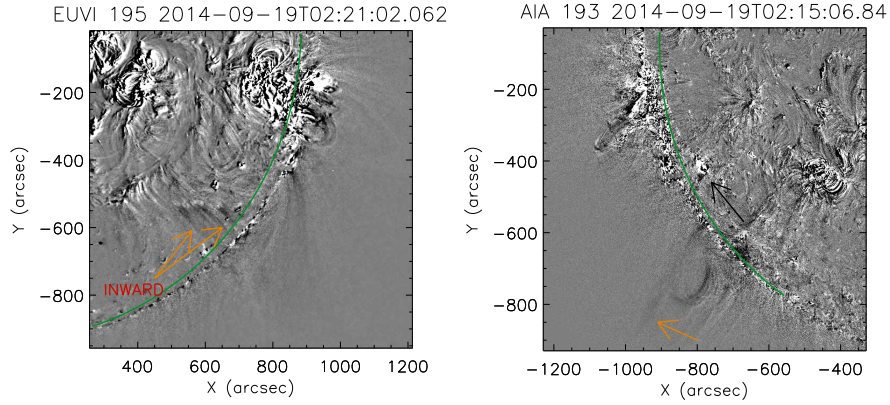 EUVI 195 2014-09-19T02:21:02.062
AIA 193 2014-09-19T02:15:06.84
-200
-400
-600
-800
Y (arcsec)
INWARD
400 600 800 1000 1200
X (arcsec)
-200
-400
-600
-800
Y (arcsec)
-1200 -1000 -800 -600 -400
X (arcsec)